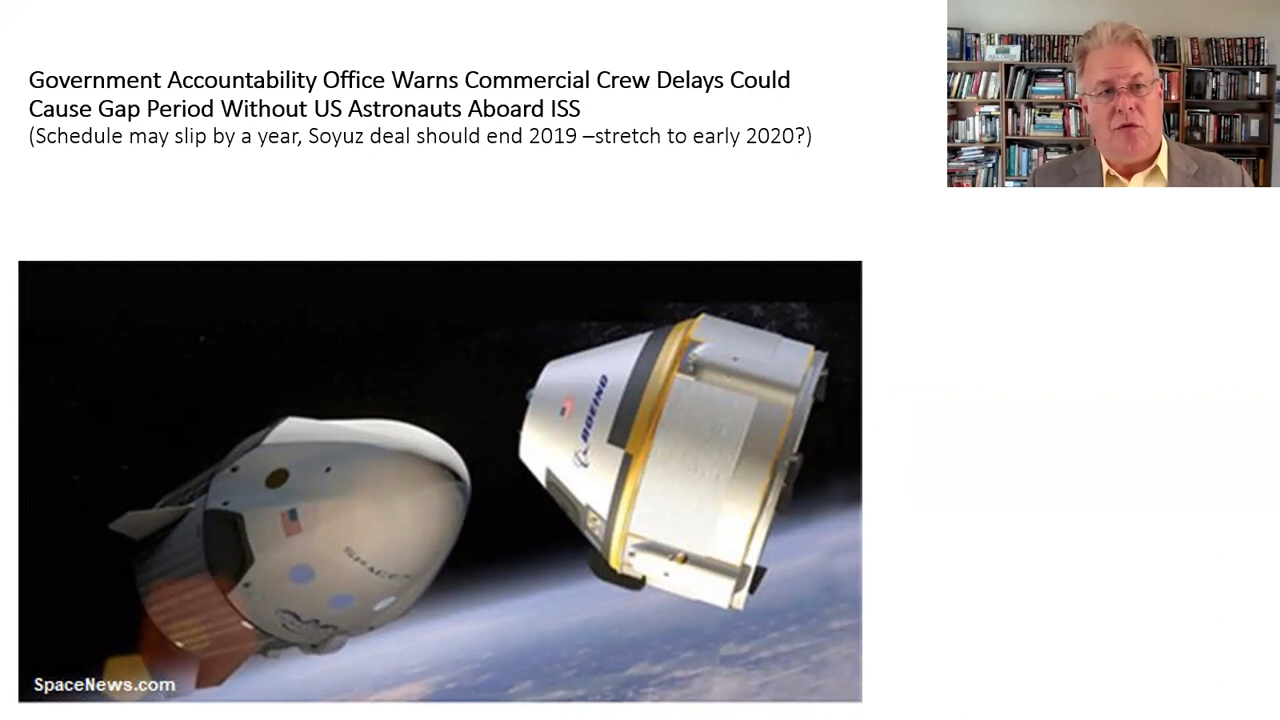 Government Accountability Office Warns Commercial Crew Delays Could
Cause Gap Period Without US Astronauts Aboard ISS
(Schedule may slip by a year, Soyuz deal should end 2019 –stretch to early 2020?)
BOEING
SPACEX
SpaceNews.com